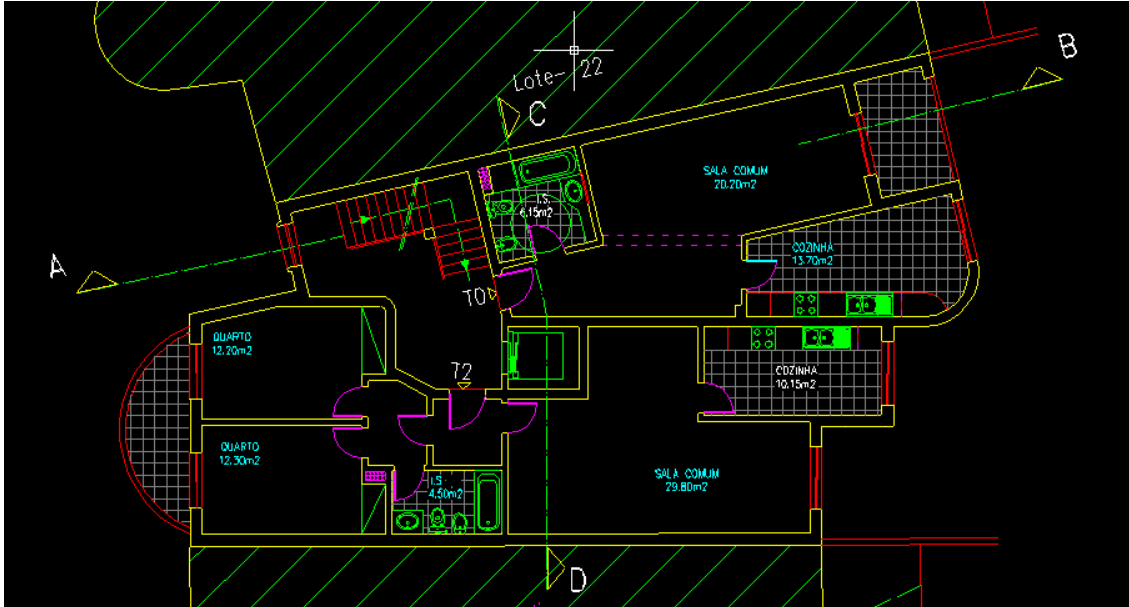 Lote- 22
B
C
SALA COMUM
20.20m2
I.S.
6.15m2
A
COZINHA
13.70m2
T0
QUARTO
12.20m2
T2
COZINHA
10.15m2
QUARTO
12.30m2
SALA COMUM
29.80m2
I.S
4.50m2
D